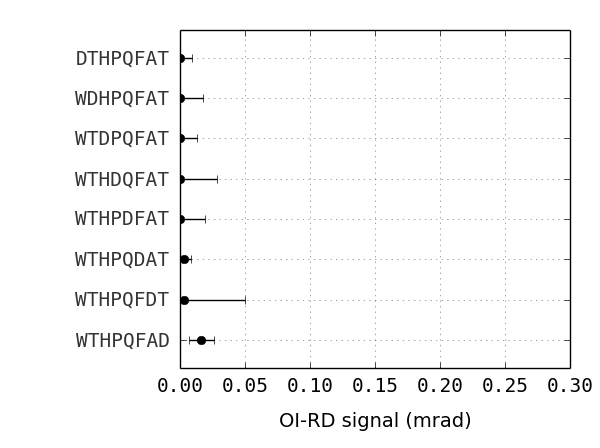 DTHPQFAT
WDHPQFAT
WTDPQFAT
WTHDQFAT
WTHPDFAT
WTHPQDAT
WTHPQFDT
WTHPQFAD
0.00 0.05 0.10 0.15 0.20 0.25 0.30
OI-RD signal (mrad)